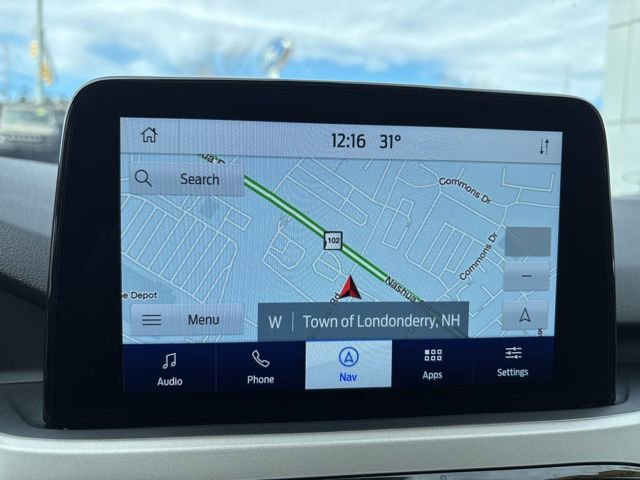 12:16 31°
Search
Commons Dr
102
Commons Dr
Nashua
e Depot
Menu
W Town of Londonderry, NH
Audio
Phone
Nav
Apps
Settings